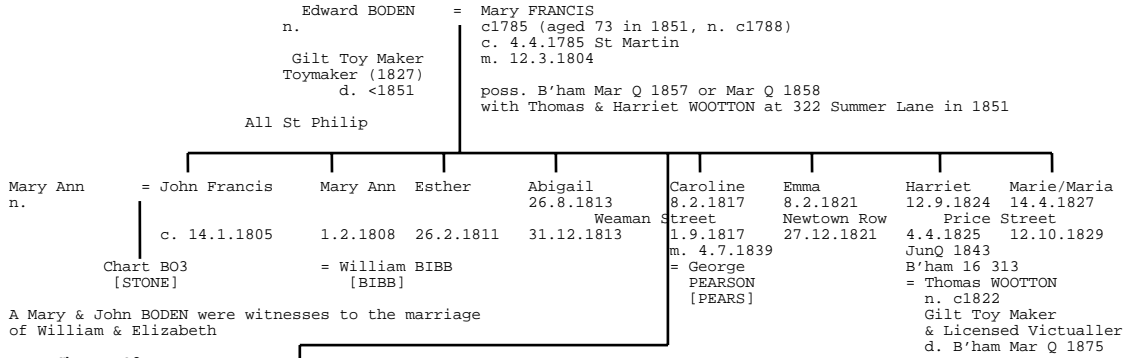 Edward BODEN = Mary FRANCIS
n. c1785 (aged 73 in 1851, n. c1788)
c. 4.4.1785 St Martin
Gilt Toy Maker m. 12.3.1804
Toymaker (1827)
d. <1851 poss. B'ham Mar Q 1857 or Mar Q 1858
with Thomas & Harriet WOOTTON at 322 Summer Lane in 1851
All St Philip
Mary Ann = John Francis Mary Ann Esther Abigail Caroline Emma Harriet Marie/Maria
n. 26.8.1813 8.2.1817 8.2.1821 12.9.1824 14.4.1827
Weaman Street Newtown Row Price Street
c. 14.1.1805 1.2.1808 26.2.1811 31.12.1813 1.9.1817 27.12.1821 4.4.1825 12.10.1829
m. 4.7.1839 JunQ 1843
Chart BO3 = William BIBB = George B'ham 16 313
[STONE] [BIBB] PEARSON = Thomas WOOTTON
[PEARS] n. c1822
A Mary & John BODEN were witnesses to the marriage Gilt Toy Maker
of William & Elizabeth & Licensed Victualler
d. B'ham Mar Q 1875